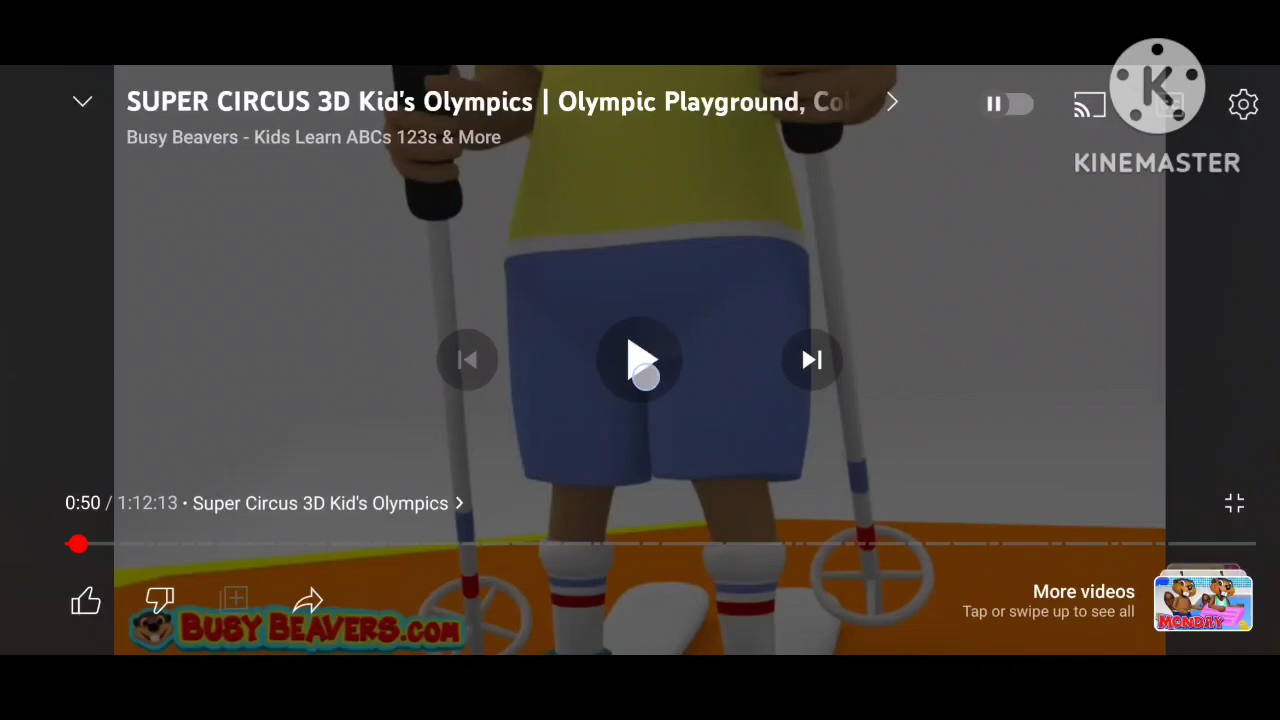 SUPER CIRCUS 3D Kid's Olympics | Olympic Playground, Col
Busy Beavers - Kids Learn ABCs 123s & More
K
KINEMASTER
0:50 / 1:12:13 • Super Circus 3D Kid's Olympics
More videos
Tap or swipe up to see all
MONDAY
BUSY BEAVERS.COM